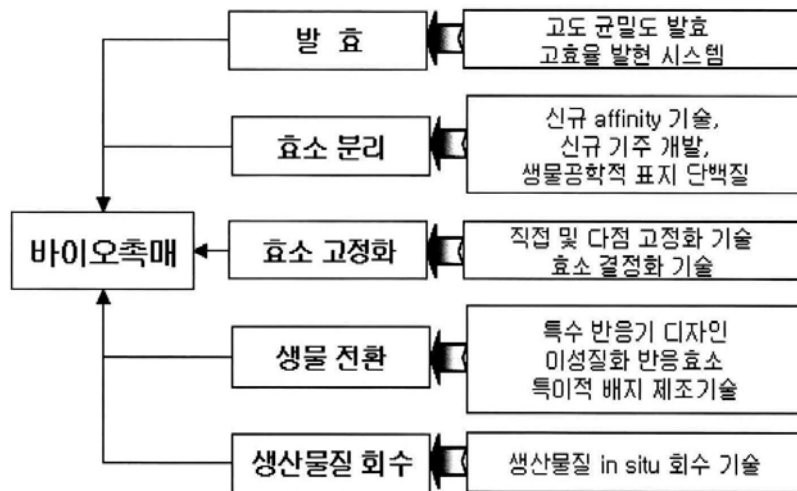 발 효
고도 균밀도 발효
고효율 발현 시스템
효소 분리
신규 affinity 기술,
신규 기주 개발,
생물공학적 표지 단백질
바이오촉매
효소 고정화
직접 및 다점 고정화 기술
효소 결정화 기술
생물 전환
특수 반응기 디자인
이성질화 반응효소
특이적 배지 제조기술
생산물질 회수
생산물질 in situ 회수 기술